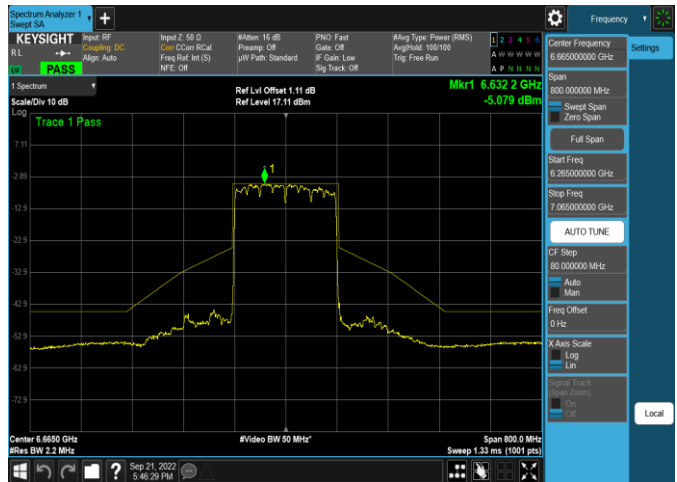 Spectrum Analyzer 1
Swept SA
Frequency
KEYSIGHT
Input: RF
Input Z: 50 Ω
#Atten: 16 dB
PNO: Fast
#Avg Type: Power (RMS)
1 2 3 4 5 6
RL
Coupling: DC
Corr CCorr RCal
Preamp: Off
Gate: Off
Avg|Hold: 100/100
A W W W W W
Align: Auto
Freq Ref: Int (S)
µW Path: Standard
IF Gain: Low
Trig: Free Run
LU
PASS
NFE: Off
Sig Track: Off
A P N N N N
1 Spectrum
Ref Lvl Offset 1.11 dB
Mkr1 6.632 2 GHz
Scale/Div 10 dB
Ref Level 17.11 dBm
-5.079 dBm
Log
Trace 1 Pass
1
7.11
-2.89
-12.9
-22.9
-32.9
-42.9
-52.9
-62.9
-72.9
Center 6.6650 GHz
#Video BW 50 MHz*
Span 800.0 MHz
#Res BW 2.2 MHz
Sweep 1.33 ms (1001 pts)
Sep 21, 2022
5:46:29 PM
Center Frequency
6.665000000 GHz
Settings
Span
800.000000 MHz
Swept Span
Zero Span
Full Span
Start Freq
6.265000000 GHz
Stop Freq
7.065000000 GHz
AUTO TUNE
CF Step
80.000000 MHz
Auto
Man
Freq Offset
0 Hz
X Axis Scale
Log
Lin
Signal Track
(Span Zoom)
On
Off
Local